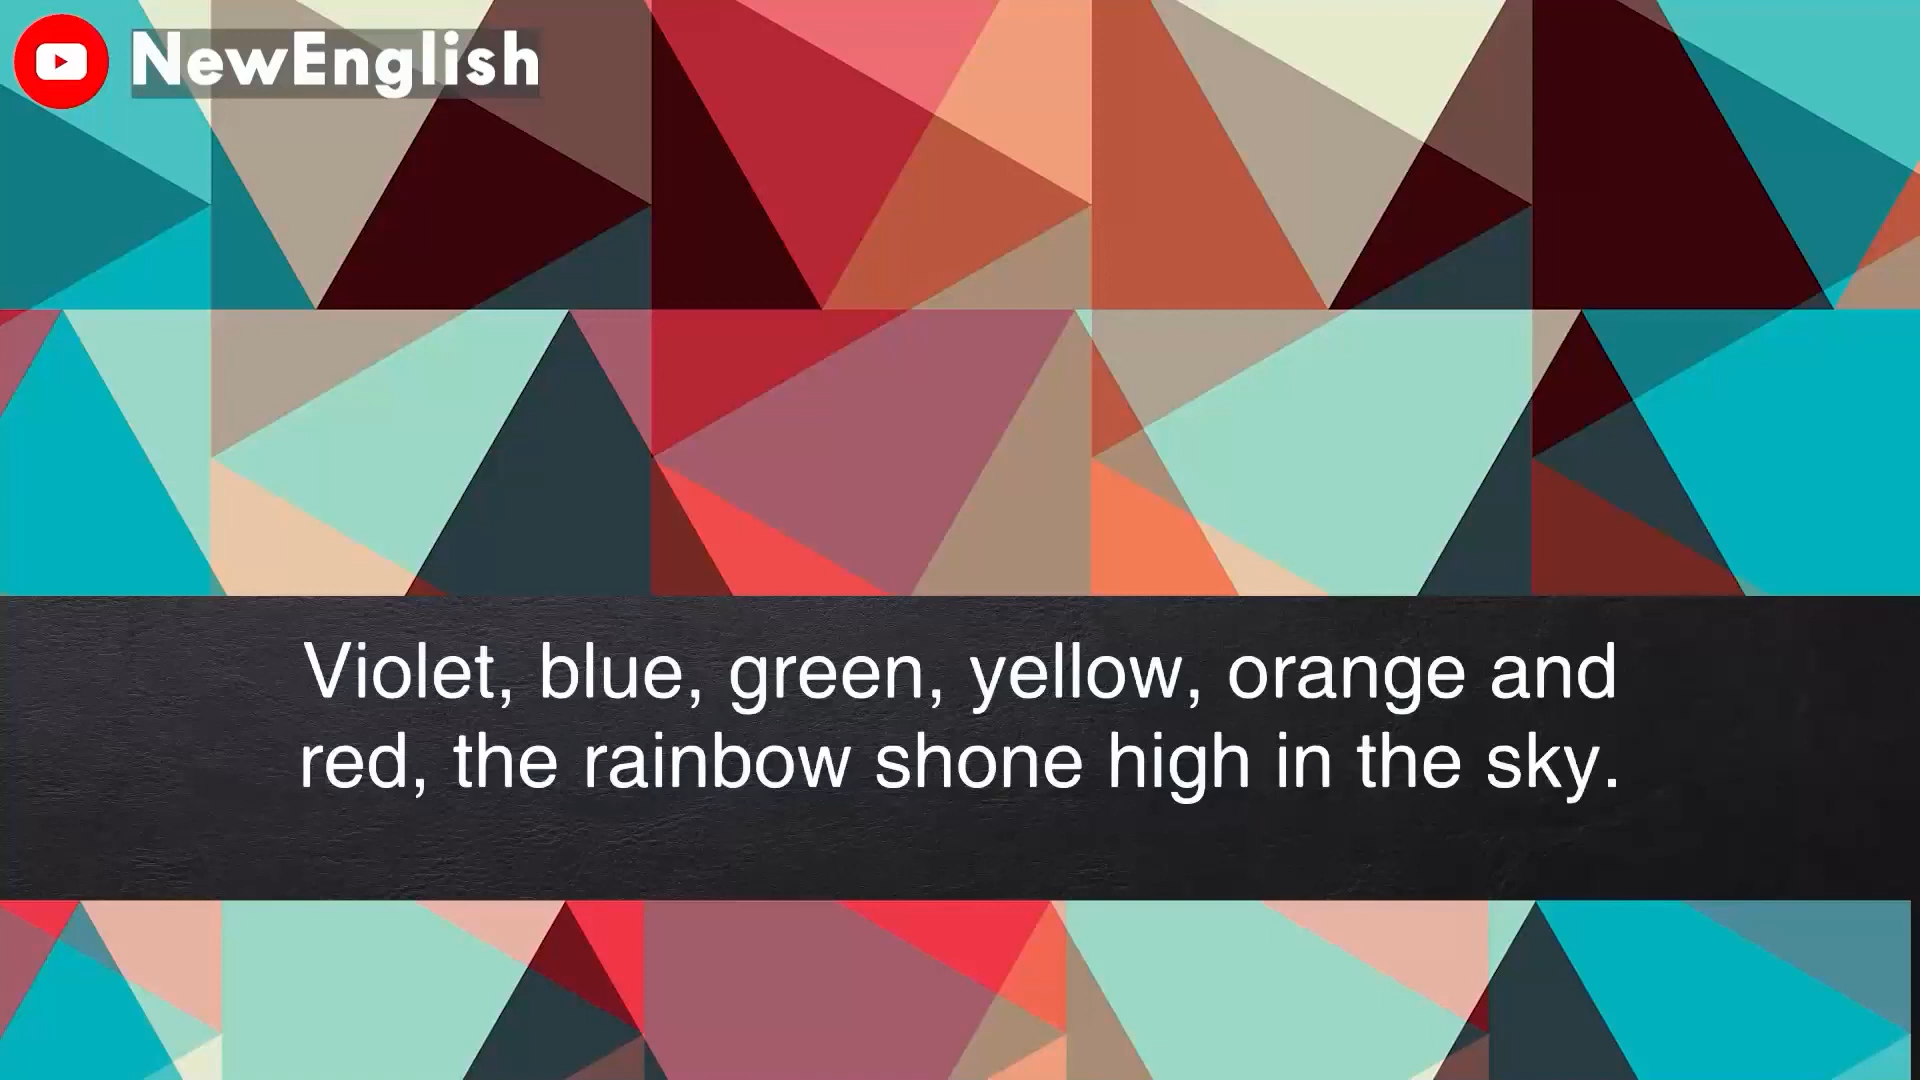 NewEnglish
Violet, blue, green, yellow, orange and
red, the rainbow shone high in the sky.